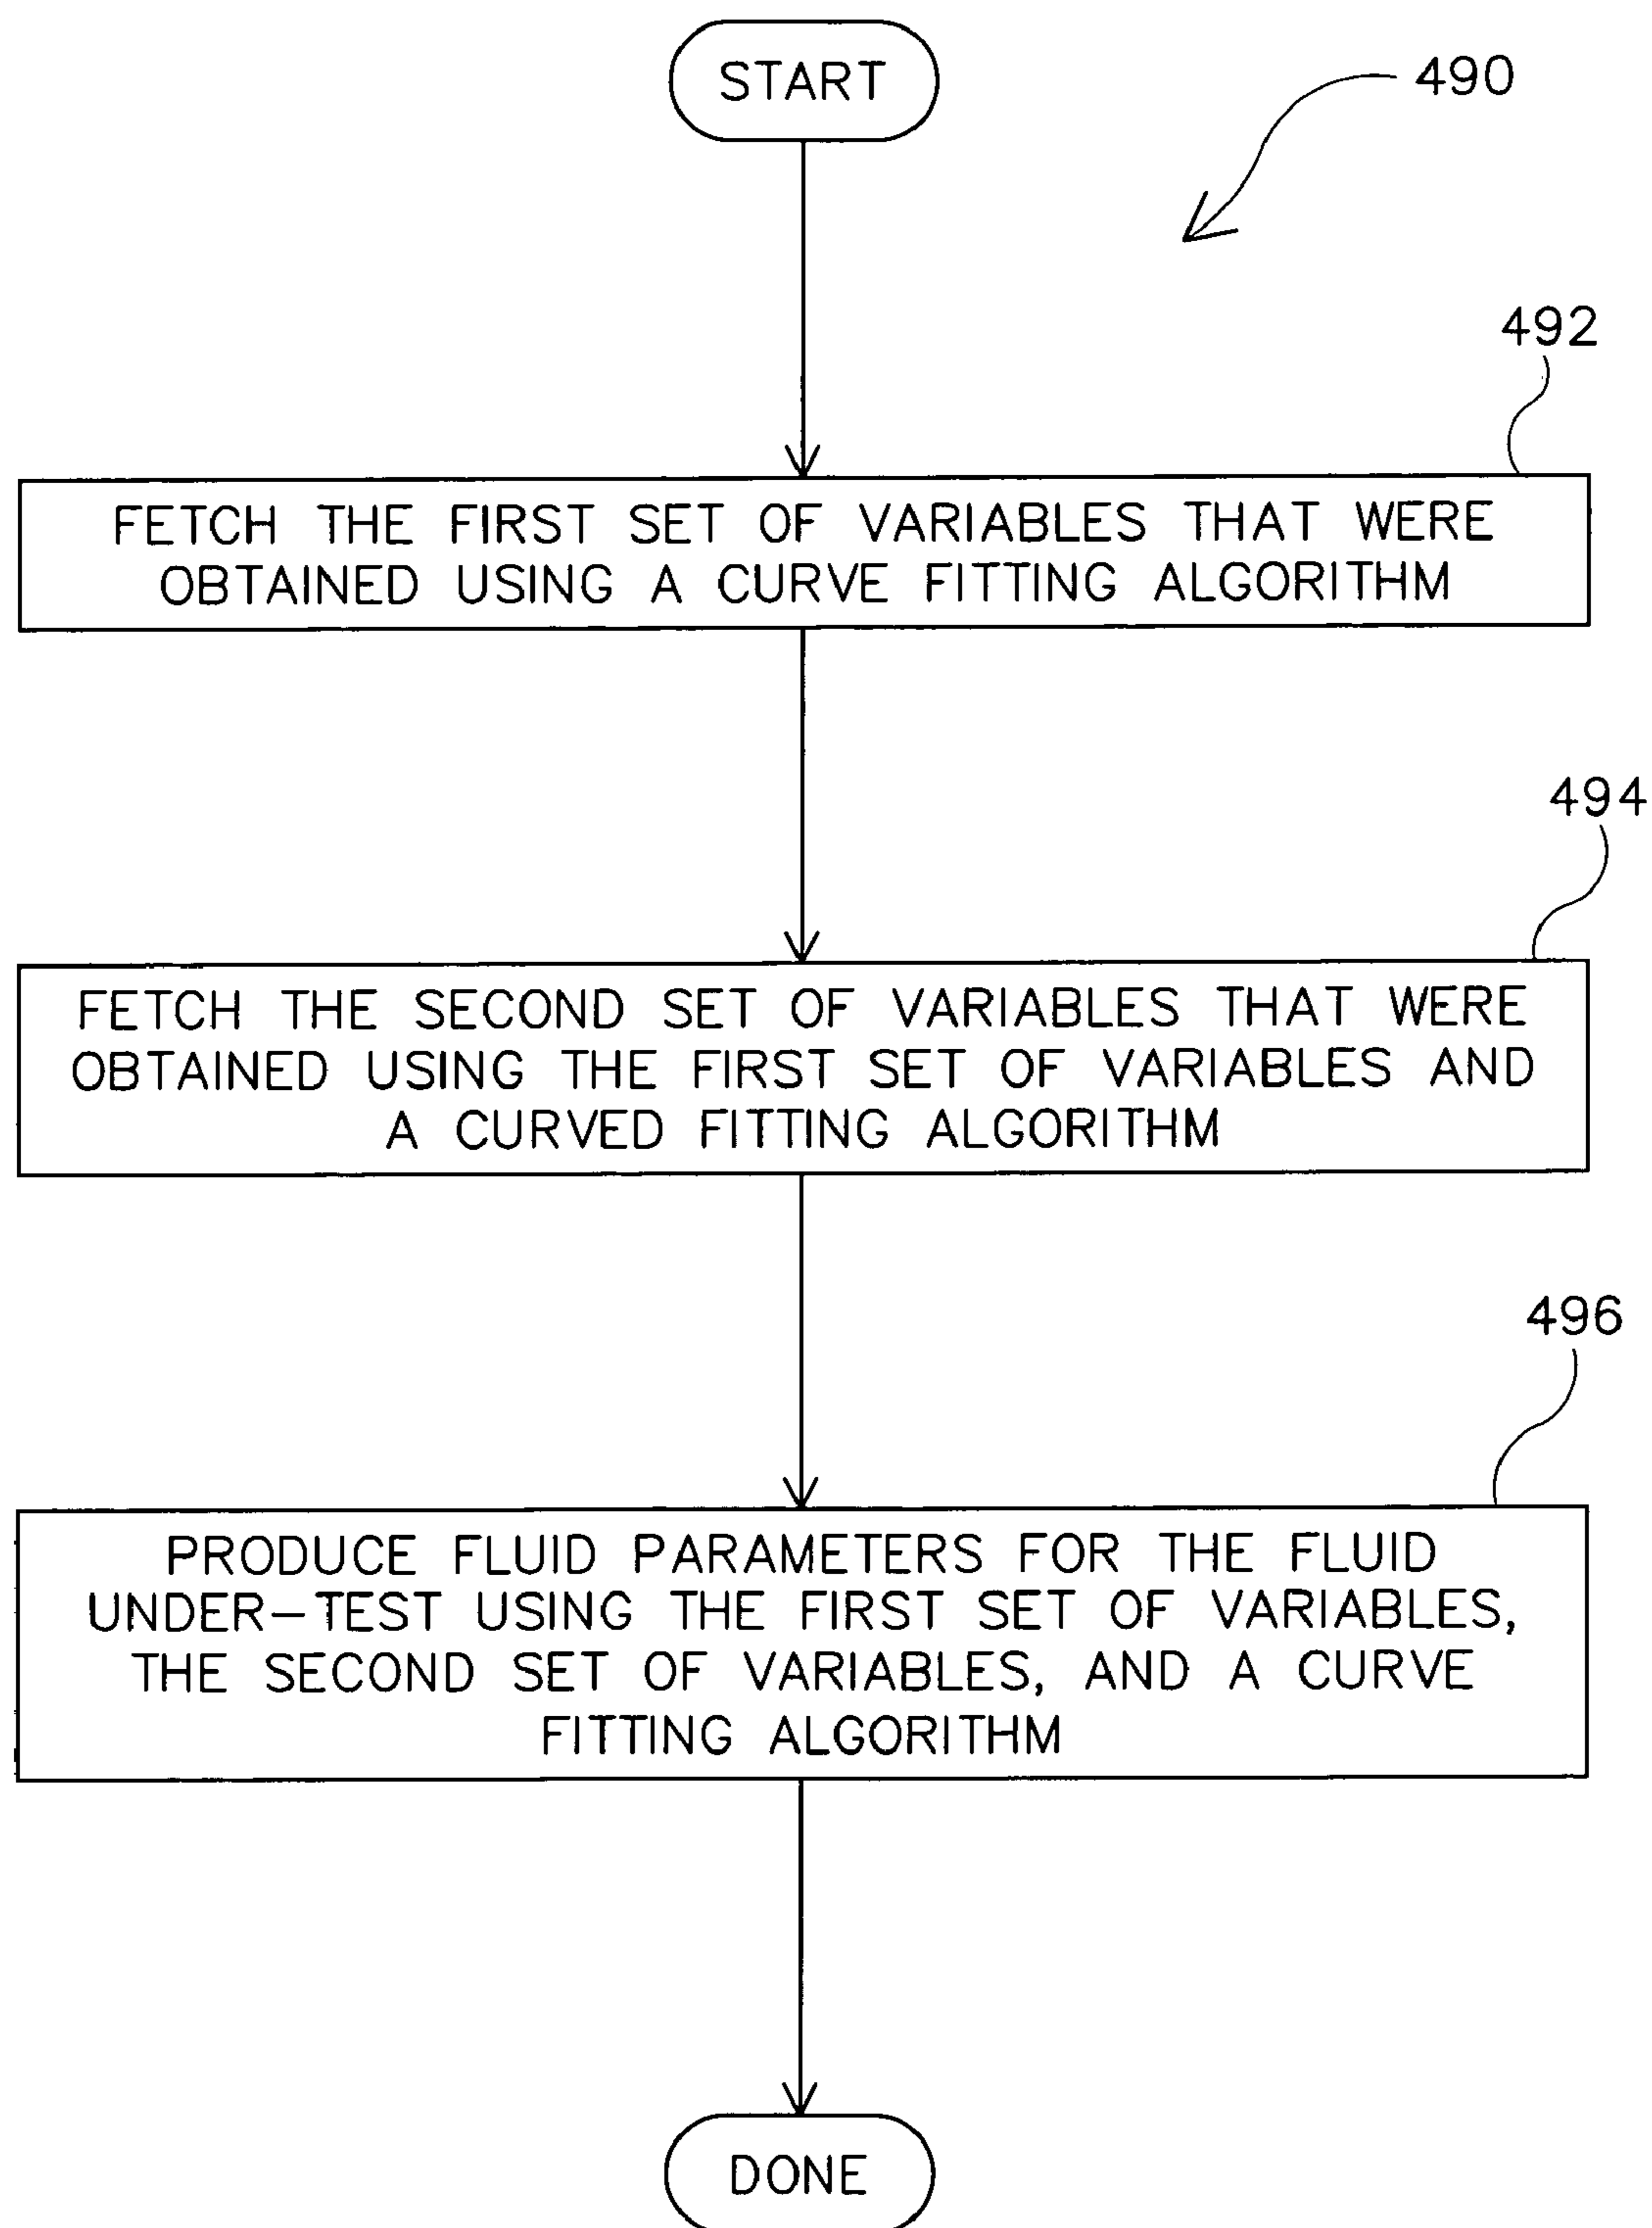 START
490
492
FETCH THE FIRST SET OF VARIABLES THAT WERE
OBTAINED USING A CURVE FITTING ALGORITHM
494
FETCH THE SECOND SET OF VARIABLES THAT WERE
OBTAINED USING THE FIRST SET OF VARIABLES AND
A CURVED FITTING ALGORITHM
496
PRODUCE FLUID PARAMETERS FOR THE FLUID
UNDER-TEST USING THE FIRST SET OF VARIABLES,
THE SECOND SET OF VARIABLES, AND A CURVE
FITTING ALGORITHM
DONE